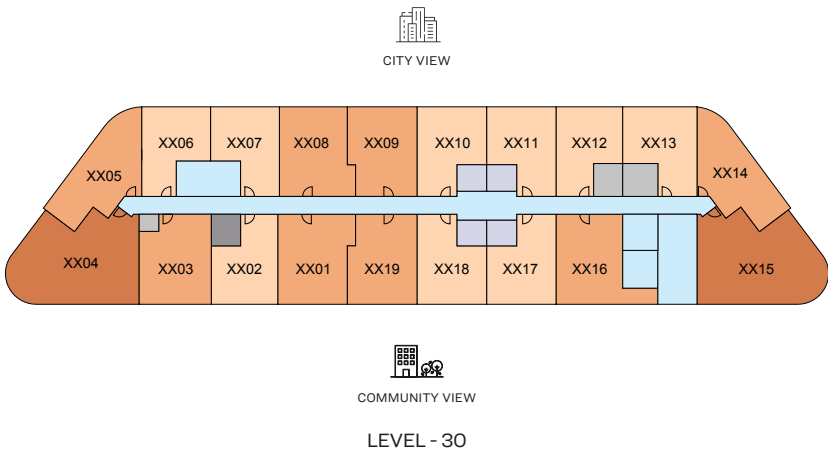 CITY VIEW
XX06 XX07 XX08 XX09 XX10 XX11 XX12 XX13
XX05 XX14
XX04 XX03 XX02 XX01 XX19 XX18 XX17 XX16 XX15
COMMUNITY VIEW
LEVEL - 30